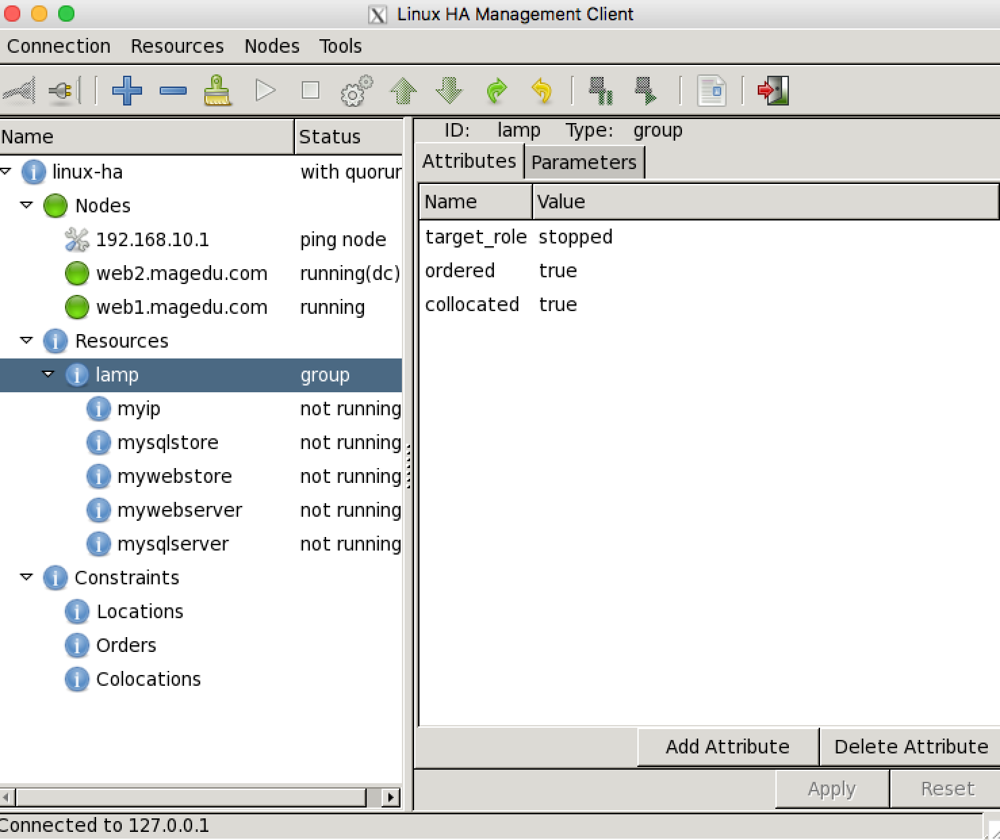 Linux HA Management Client
Connection Resources Nodes Tools
Name Status
linux-ha with quorur
Nodes
192.168.10.1 ping node
web2.magedu.com running(dc)
web1.magedu.com running
Resources
lamp group
myip not running
mysqlstore not running
mywebstore not running
mywebserver not running
mysqlserver not running
Constraints
Locations
Orders
Colocations
ID: lamp Type: group
Attributes Parameters
Name Value
target_role stopped
ordered true
collocated true
Add Attribute Delete Attribute
Apply Reset
Connected to 127.0.0.1